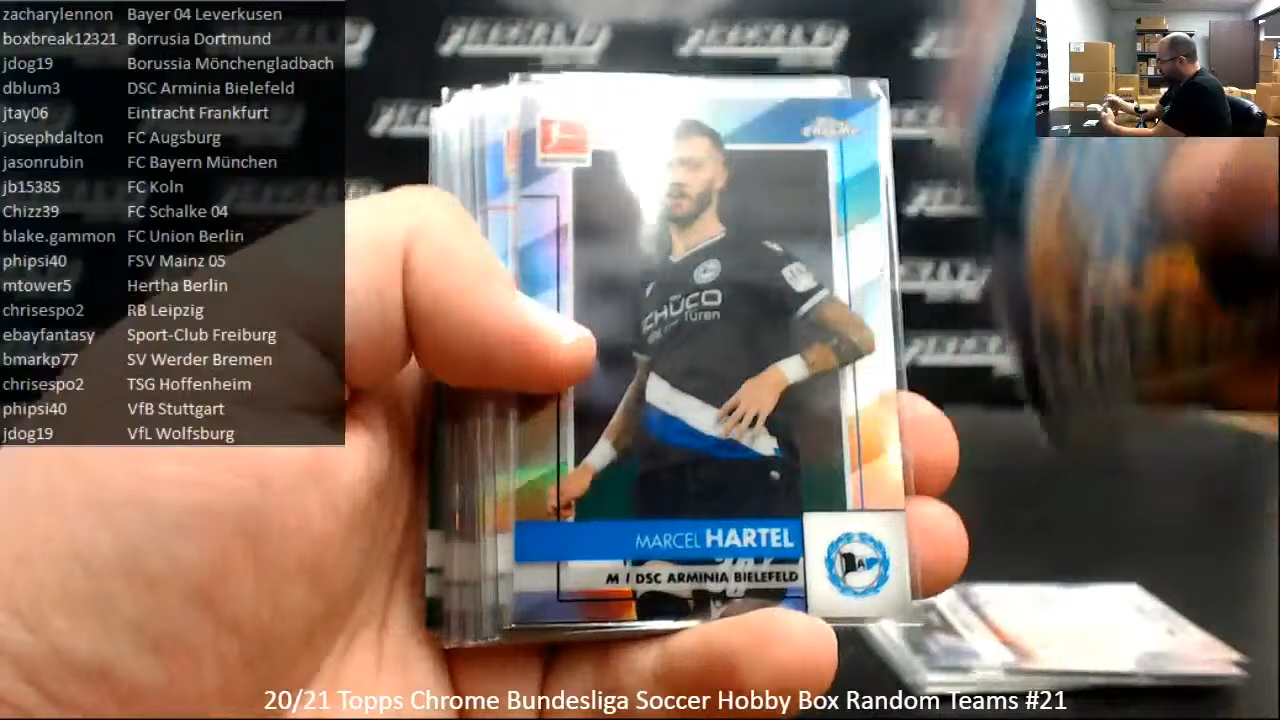 zacharylennon Bayer 04 Leverkusen
boxbreak12321 Borrusia Dortmund
jdog19 Borussia Mönchengladbach
dblum3 DSC Arminia Bielefeld
jtay06 Eintracht Frankfurt
josephdalton FC Augsburg
jasonrubin FC Bayern München
jb15385 FC Koln
Chizz39 FC Schalke 04
blake.gammon FC Union Berlin
phipsi40 FSV Mainz 05
mtower5 Hertha Berlin
chrisespo2 RB Leipzig
ebayfantasy Sport-Club Freiburg
bmarkp77 SV Werder Bremen
chrisespo2 TSG Hoffenheim
phipsi40 VfB Stuttgart
jdog19 VfL Wolfsburg
Topps
Chrome
SCHÜCO
MARCEL HARTEL
M / DSC ARMINIA BIELEFELD
20/21 Topps Chrome Bundesliga Soccer Hobby Box Random Teams #21